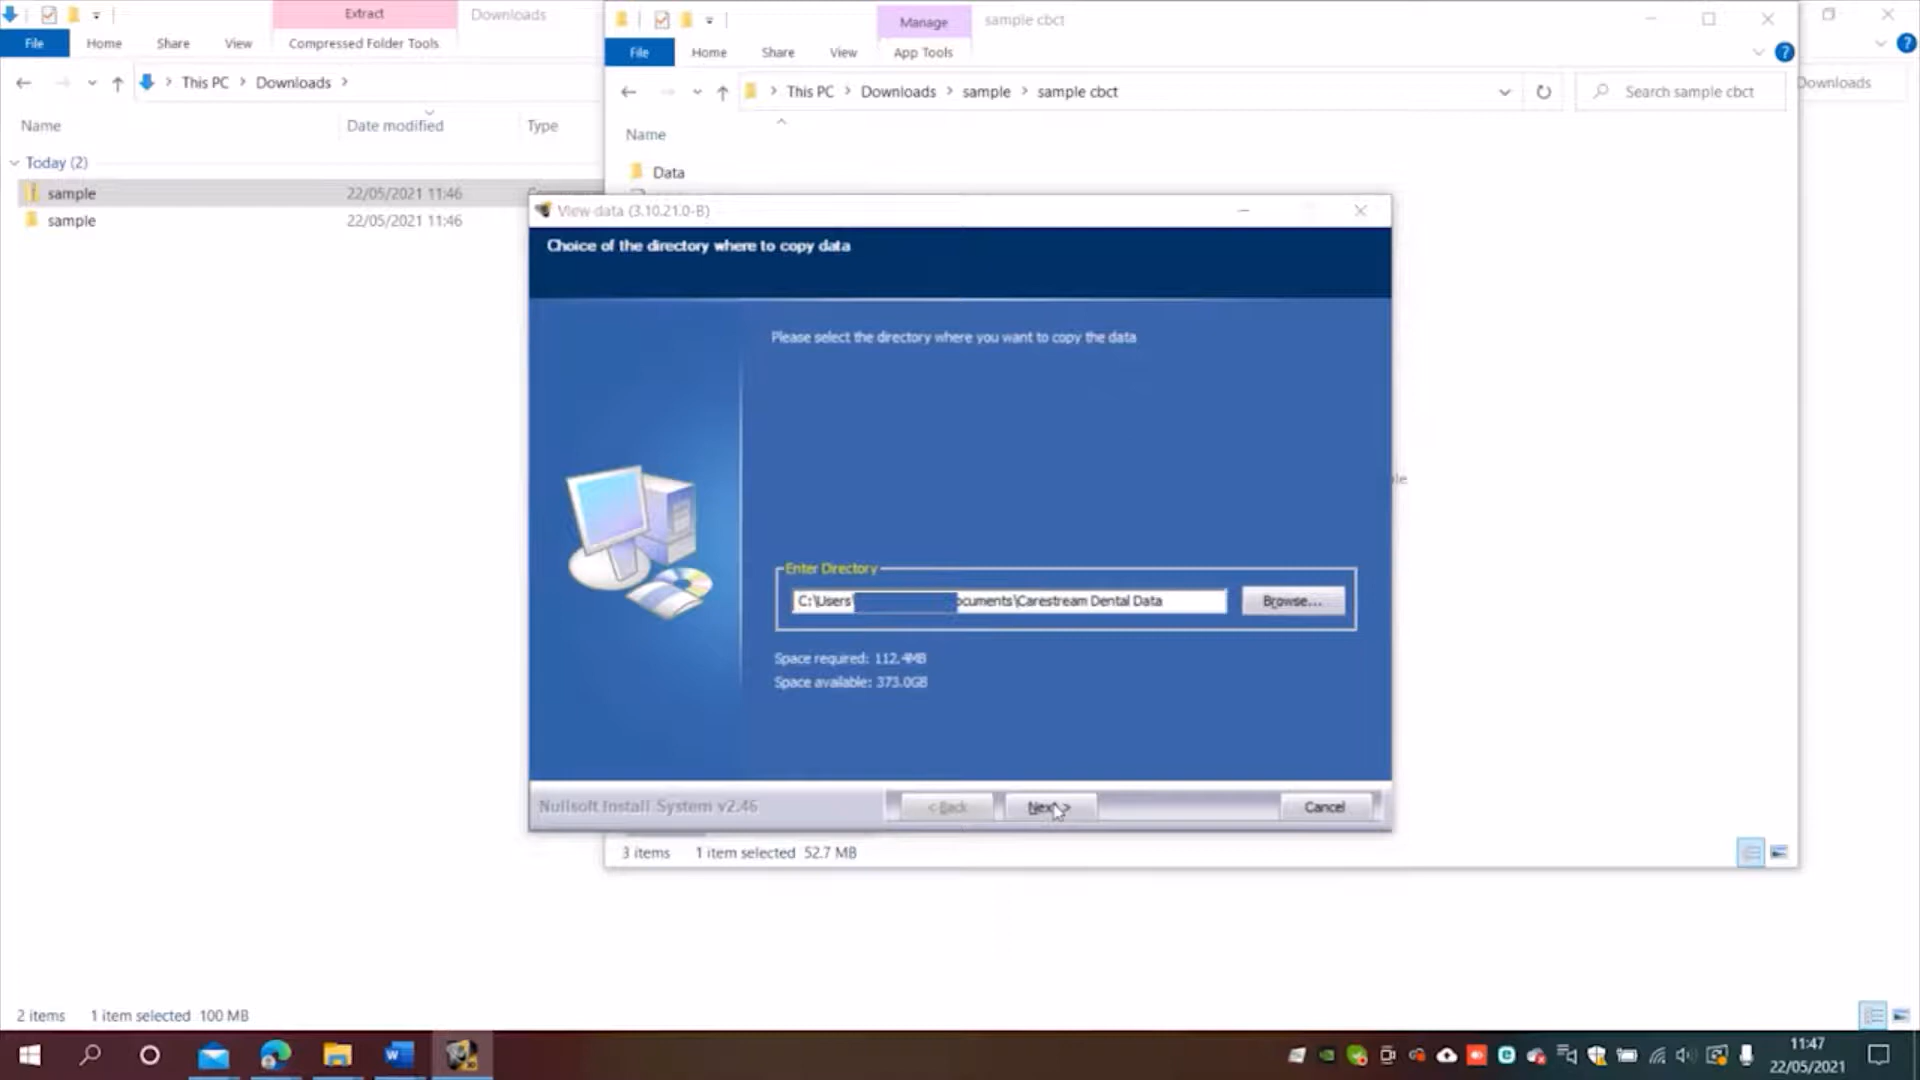 Extract
Downloads
File
Home
Share
View
Compressed Folder Tools
This PC
Downloads
Name
Date modified
Type
Today (2)
sample
22/05/2021 11:46
sample
22/05/2021 11:46
2 items
1 item selected 100 MB
Manage
sample cbct
File
Home
Share
View
App Tools
This PC
Downloads
sample
sample cbct
Search sample cbct
Downloads
Name
Data
View data (3.10.21.0-B)
Choice of the directory where to copy data
Please select the directory where you want to copy the data
Enter Directory
C:\Users\ ocuments\Carestream Dental Data
Browse...
Space required: 112.4MB
Space available: 373.0GB
Nullsoft Install System v2.46
< Back
Next >
Cancel
3 items
1 item selected 52.7 MB
11:47
22/05/2021